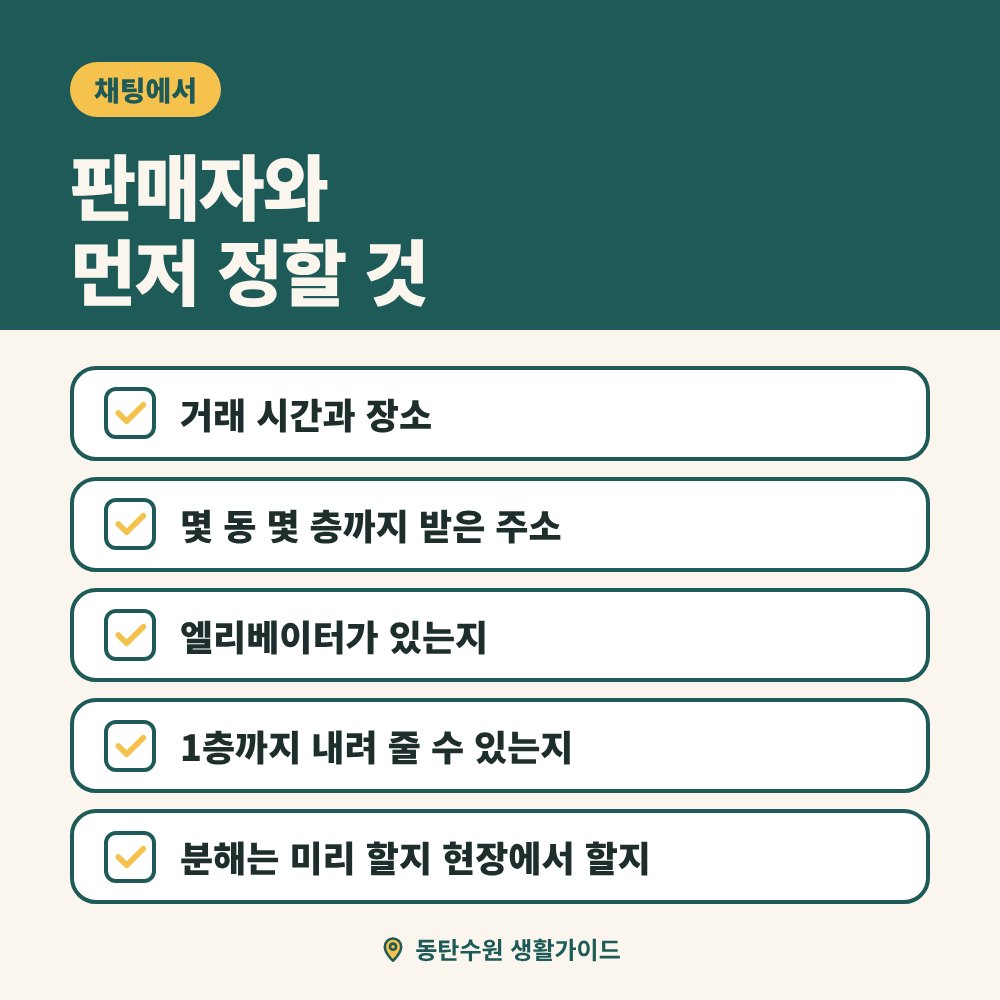 채팅에서
판매자와
먼저 정할 것
거래 시간과 장소
몇 동 몇 층까지 받은 주소
엘리베이터가 있는지
1층까지 내려 줄 수 있는지
분해는 미리 할지 현장에서 할지
동탄수원 생활가이드